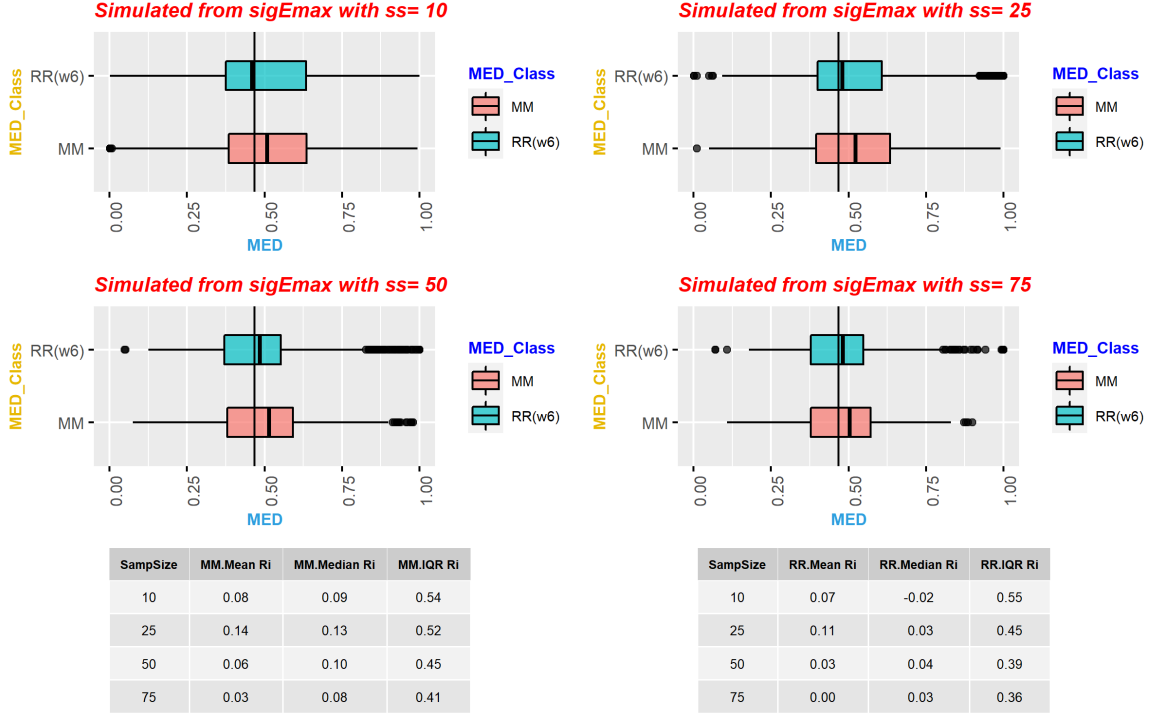 Simulated from sigEmax with ss= 10
MED_Class
RR(w6)
MM
0.00 0.25 0.50 0.75 1.00
MED
MED_Class
MM
RR(w6)
Simulated from sigEmax with ss= 25
MED_Class
RR(w6)
MM
0.00 0.25 0.50 0.75 1.00
MED
MED_Class
MM
RR(w6)
Simulated from sigEmax with ss= 50
MED_Class
RR(w6)
MM
0.00 0.25 0.50 0.75 1.00
MED
MED_Class
MM
RR(w6)
Simulated from sigEmax with ss= 75
MED_Class
RR(w6)
MM
0.00 0.25 0.50 0.75 1.00
MED
MED_Class
MM
RR(w6)
SampSize MM.Mean Ri MM.Median Ri MM.IQR Ri
10 0.08 0.09 0.54
25 0.14 0.13 0.52
50 0.06 0.10 0.45
75 0.03 0.08 0.41
SampSize RR.Mean Ri RR.Median Ri RR.IQR Ri
10 0.07 -0.02 0.55
25 0.11 0.03 0.45
50 0.03 0.04 0.39
75 0.00 0.03 0.36